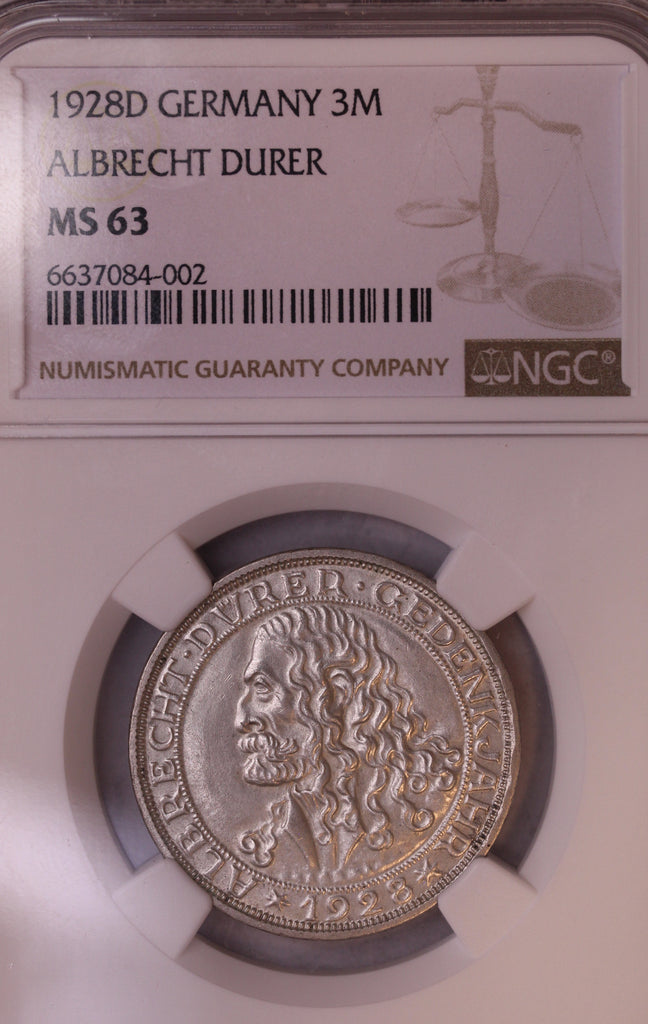 1928D GERMANY 3M
ALBRECHT DURER
MS 63
6637084-002
NUMISMATIC GUARANTY COMPANY
NGC®
ALBRECHT·DVRER·GEDENKJAHR
*1928*